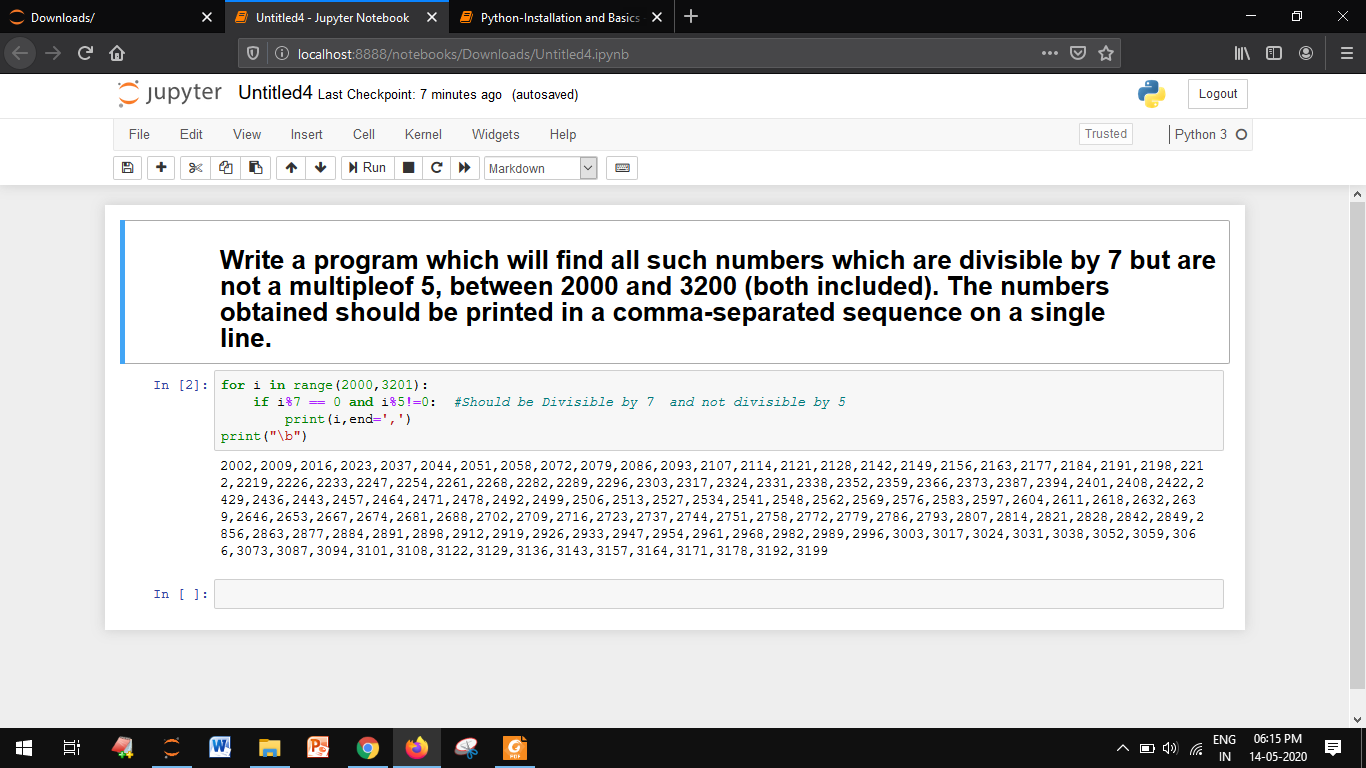 Downloads/
Untitled4 - Jupyter Notebook
Python-Installation and Basics
localhost:8888/notebooks/Downloads/Untitled4.ipynb
jupyter Untitled4 Last Checkpoint: 7 minutes ago (autosaved)
Logout
File Edit View Insert Cell Kernel Widgets Help
Trusted
Python 3
Run
Markdown
Write a program which will find all such numbers which are divisible by 7 but are
not a multipleof 5, between 2000 and 3200 (both included). The numbers
obtained should be printed in a comma-separated sequence on a single
line.
In [2]: for i in range(2000,3201):
    if i%7 == 0 and i%5!=0:  #Should be Divisible by 7  and not divisible by 5
        print(i,end=',')
print("\b")
2002,2009,2016,2023,2037,2044,2051,2058,2072,2079,2086,2093,2107,2114,2121,2128,2142,2149,2156,2163,2177,2184,2191,2198,221
2,2219,2226,2233,2247,2254,2261,2268,2282,2289,2296,2303,2317,2324,2331,2338,2352,2359,2366,2373,2387,2394,2401,2408,2422,2
429,2436,2443,2457,2464,2471,2478,2492,2499,2506,2513,2527,2534,2541,2548,2562,2569,2576,2583,2597,2604,2611,2618,2632,263
9,2646,2653,2667,2674,2681,2688,2702,2709,2716,2723,2737,2744,2751,2758,2772,2779,2786,2793,2807,2814,2821,2828,2842,2849,2
856,2863,2877,2884,2891,2898,2912,2919,2926,2933,2947,2954,2961,2968,2982,2989,2996,3003,3017,3024,3031,3038,3052,3059,306
6,3073,3087,3094,3101,3108,3122,3129,3136,3143,3157,3164,3171,3178,3192,3199
In [ ]:
ENG
IN
06:15 PM
14-05-2020